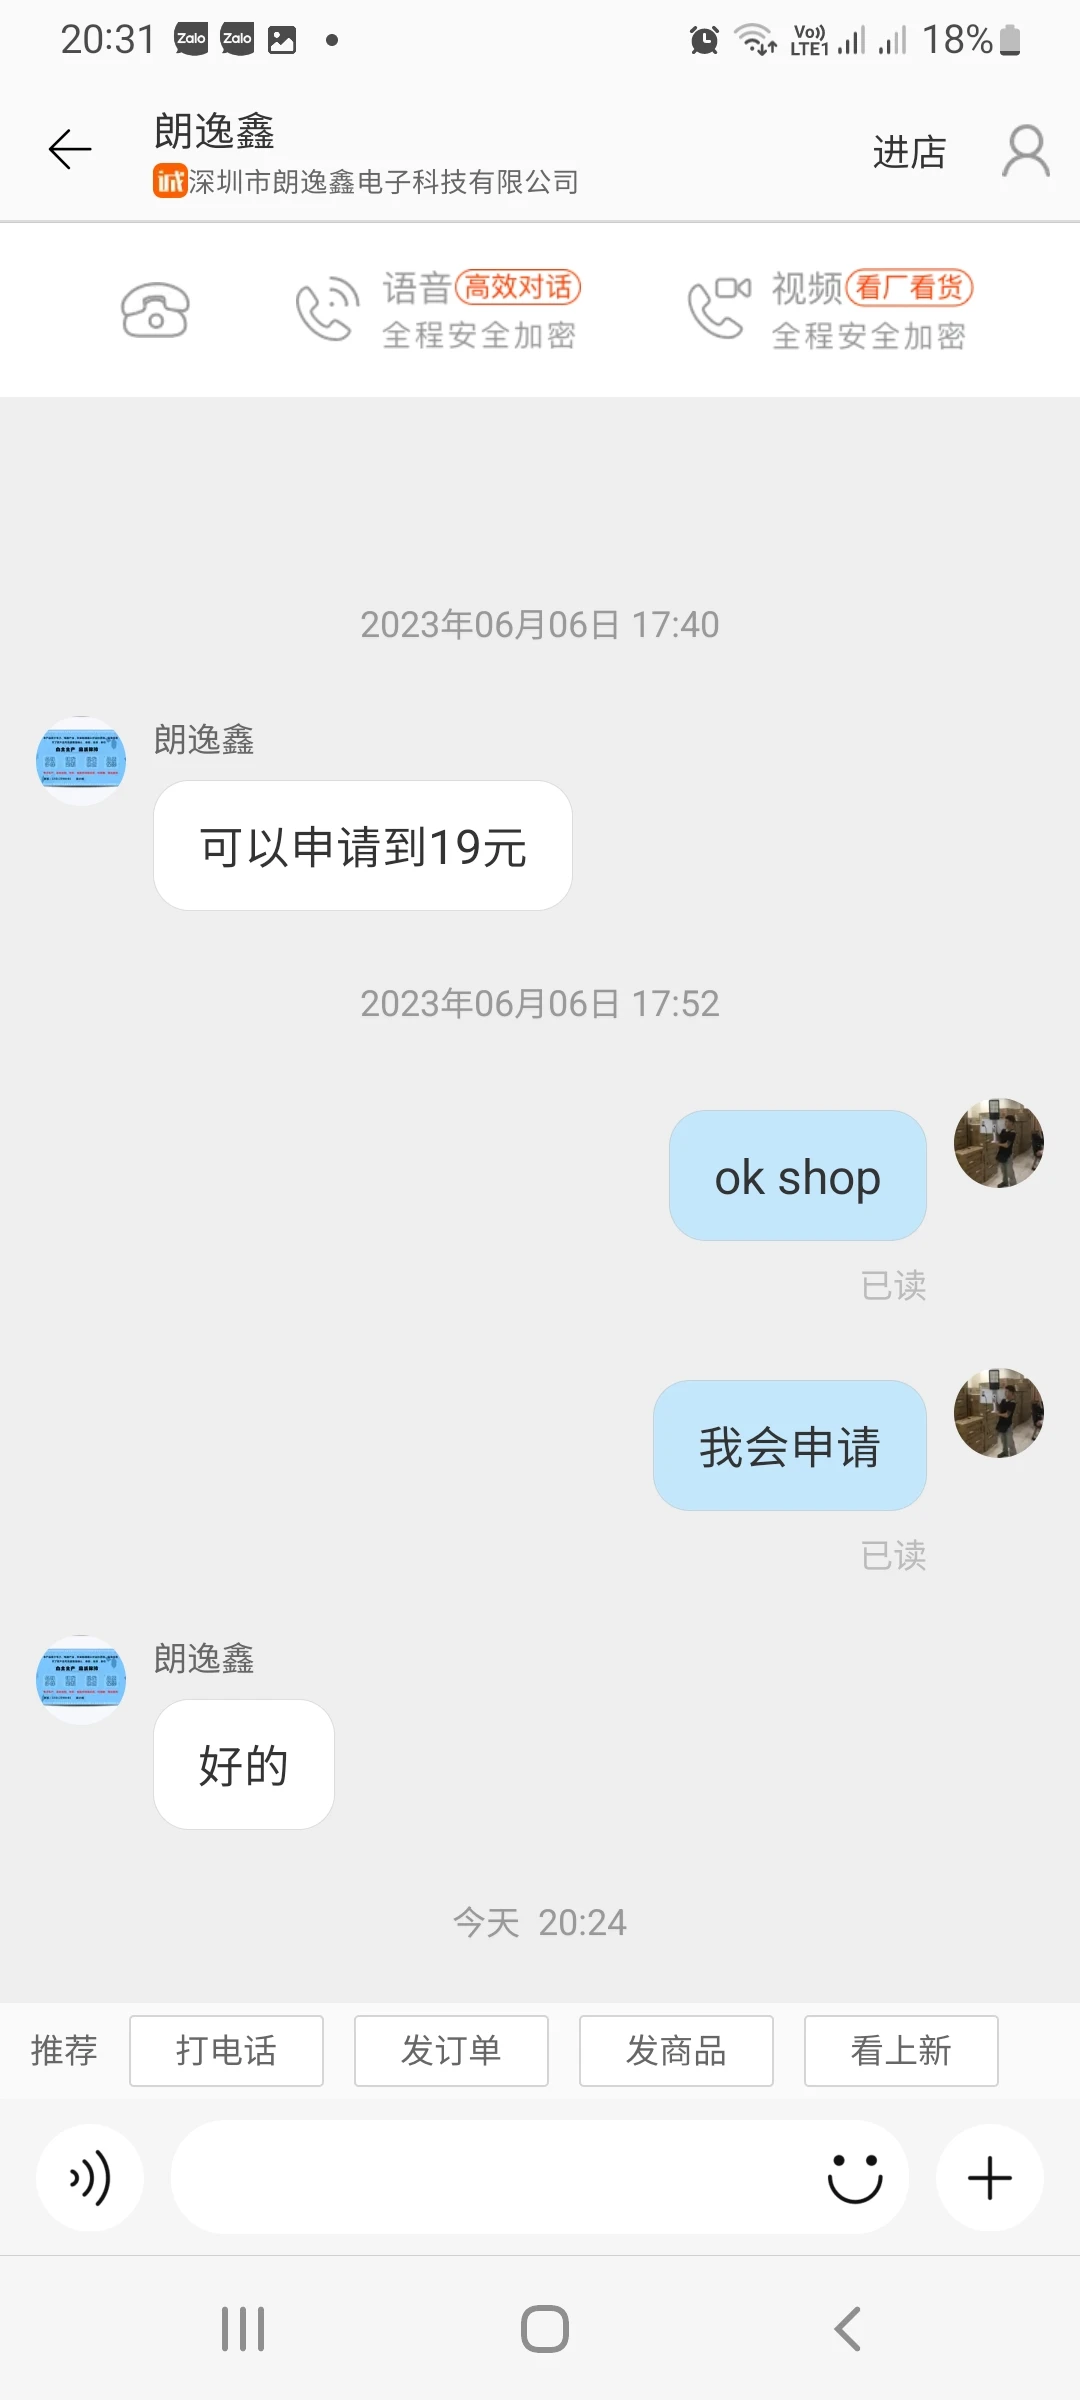 20:31 Zalo Zalo Vo)) LTE1 18%
朗逸鑫
诚深圳市朗逸鑫电子科技有限公司
进店
语音 高效对话
全程安全加密
视频 看厂看货
全程安全加密
2023年06月06日 17:40
朗逸鑫
可以申请到19元
2023年06月06日 17:52
ok shop
已读
我会申请
已读
朗逸鑫
好的
今天 20:24
推荐 打电话 发订单 发商品 看上新